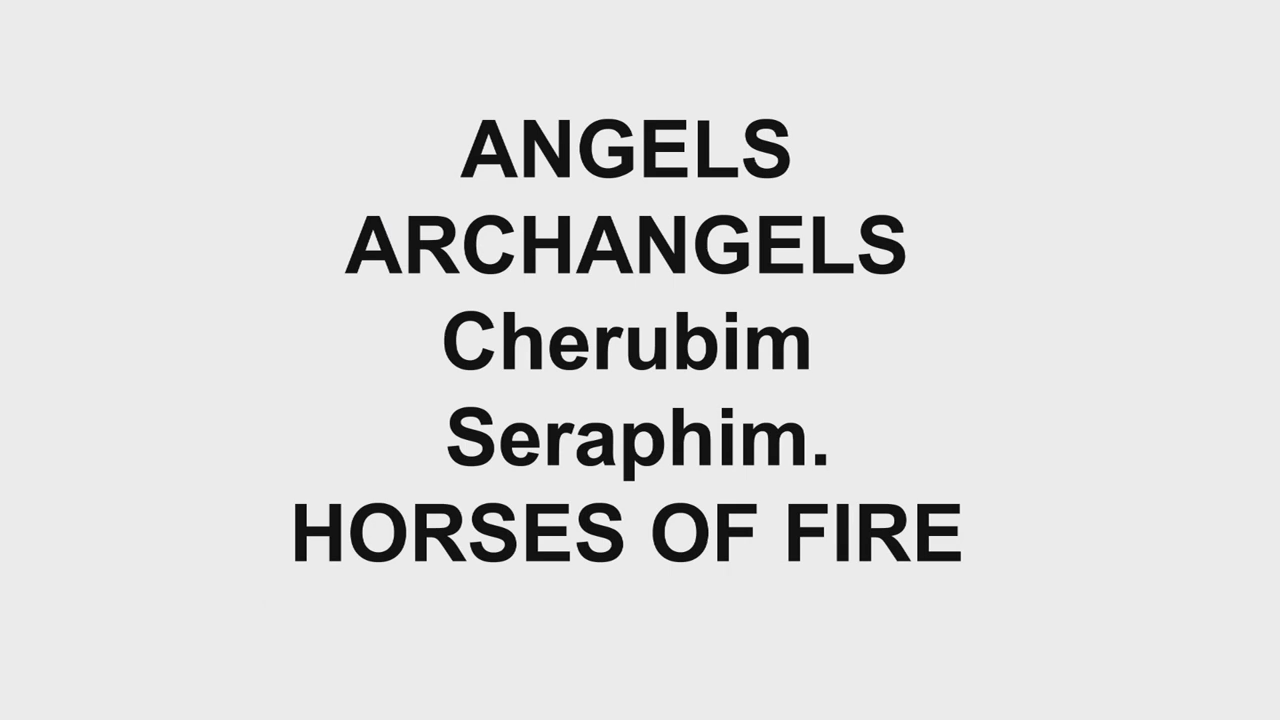 ANGELS
ARCHANGELS
Cherubim
Seraphim.
HORSES OF FIRE